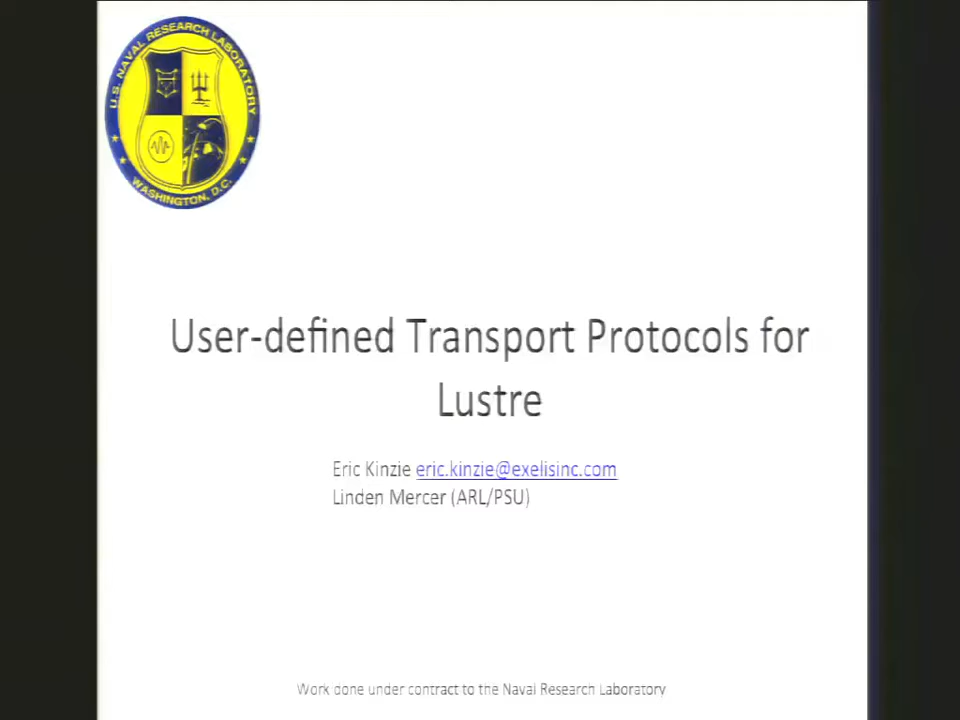 U.S. NAVAL RESEARCH LABORATORY
WASHINGTON, D.C.
User-defined Transport Protocols for
Lustre
Eric Kinzie eric.kinzie@exelisinc.com
Linden Mercer (ARL/PSU)
Work done under contract to the Naval Research Laboratory